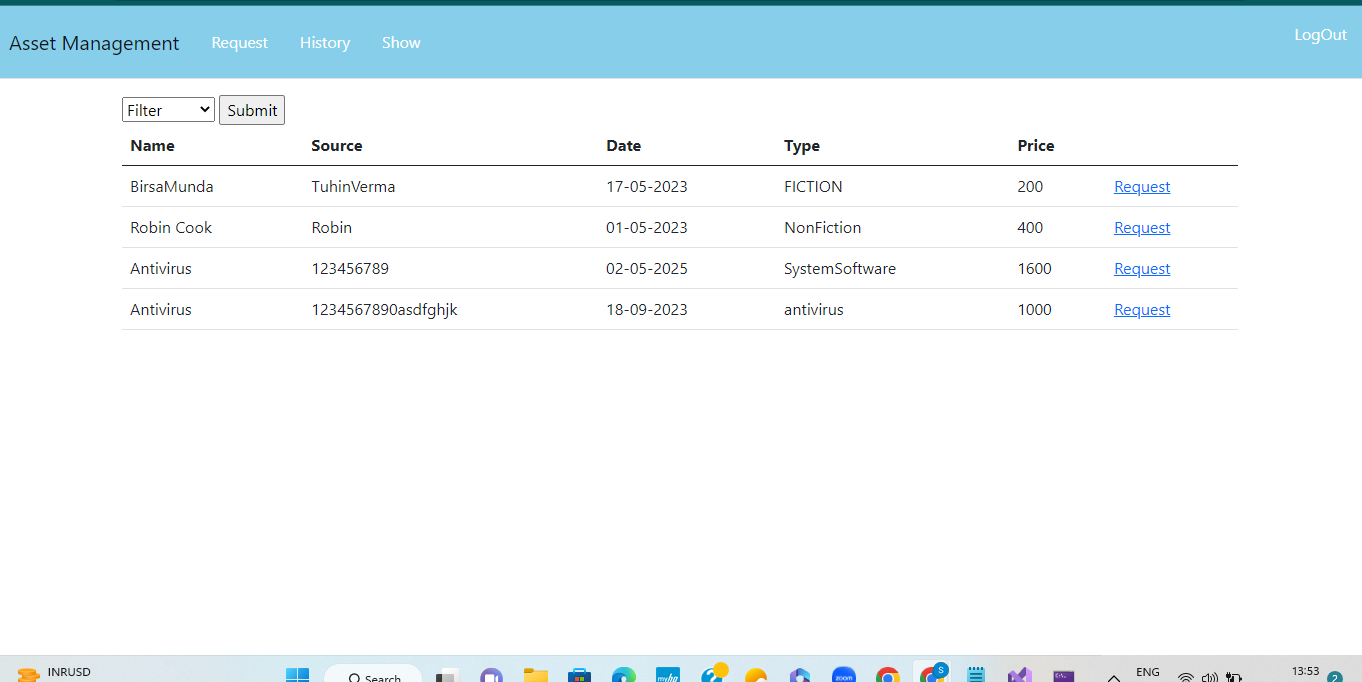 Asset Management Request History Show LogOut
Filter Submit
Name Source Date Type Price
BirsaMunda TuhinVerma 17-05-2023 FICTION 200 Request
Robin Cook Robin 01-05-2023 NonFiction 400 Request
Antivirus 123456789 02-05-2025 SystemSoftware 1600 Request
Antivirus 1234567890asdfghjk 18-09-2023 antivirus 1000 Request
INRUSD Search myhp zoom S ENG 13:53 2